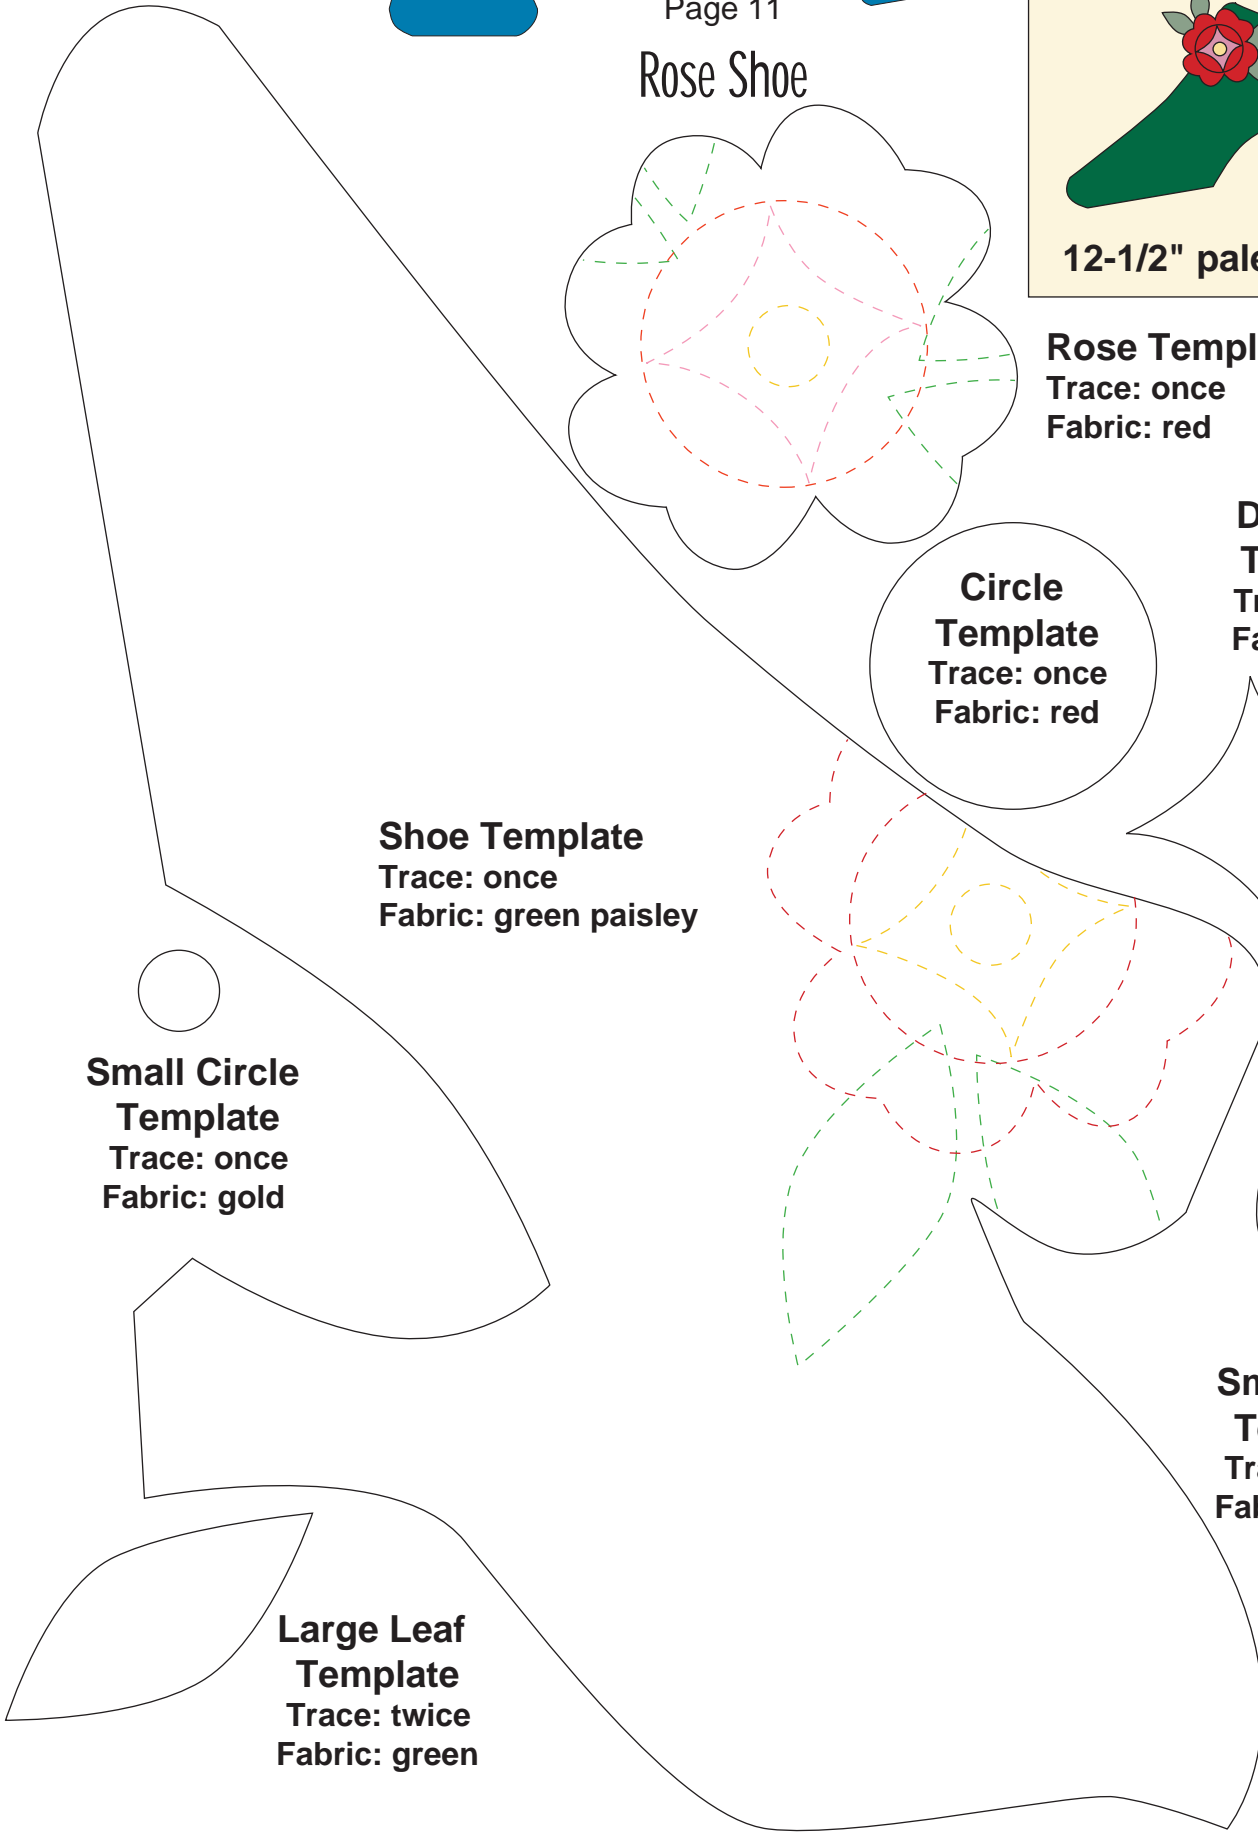 Page 11
Rose Shoe
12-1/2"
Rose
Trace: once
Fabric: red
Circle
Template
Trace: once
Fabric: red
Shoe Template
Trace: once
Fabric: green paisley
Small Circle
Template
Trace: once
Fabric: gold
Large Leaf
Template
Trace: twice
Fabric: green